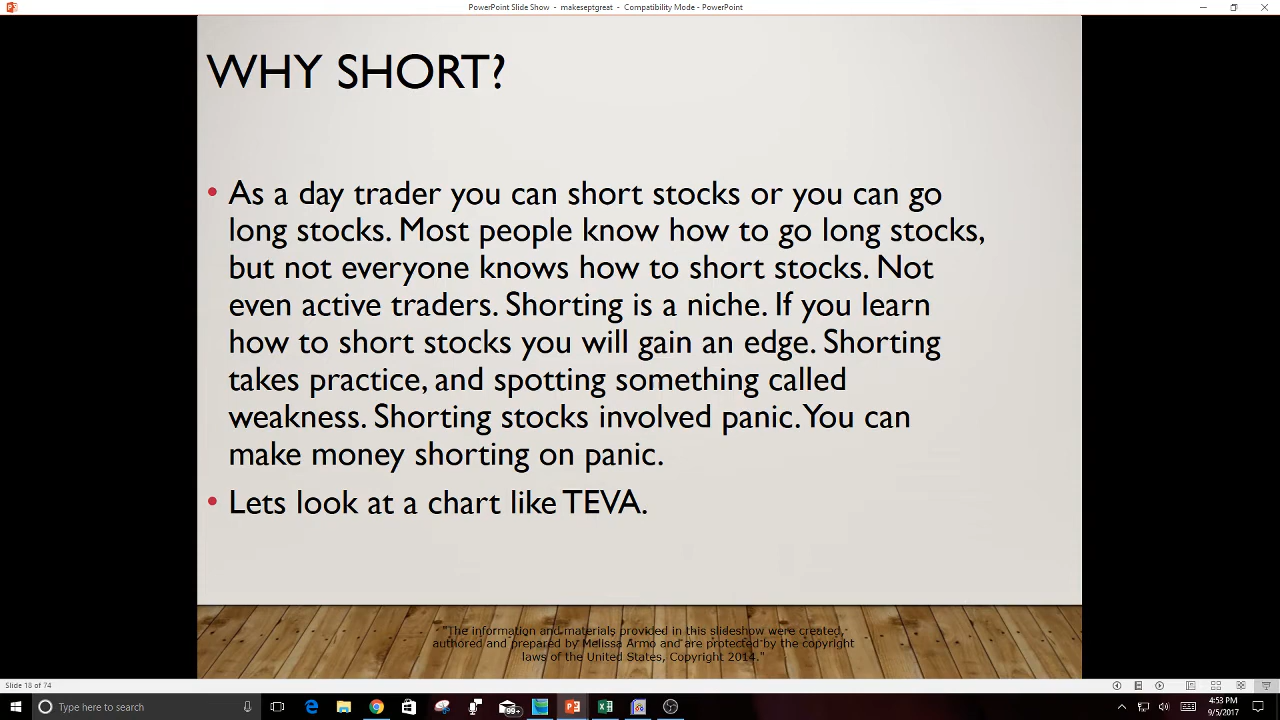 PowerPoint Slide Show - makeseptgreat - Compatibility Mode - PowerPoint
WHY SHORT?
• As a day trader you can short stocks or you can go
long stocks. Most people know how to go long stocks,
but not everyone knows how to short stocks. Not
even active traders. Shorting is a niche. If you learn
how to short stocks you will gain an edge. Shorting
takes practice, and spotting something called
weakness. Shorting stocks involved panic. You can
make money shorting on panic.
• Lets look at a chart like TEVA.
"The information and materials provided in this slideshow were created,
authored and prepared by Melissa Armo and are protected by the copyright
laws of the United States, Copyright 2014."
Slide 18 of 74
Type here to search
99+
4:53 PM
9/5/2017